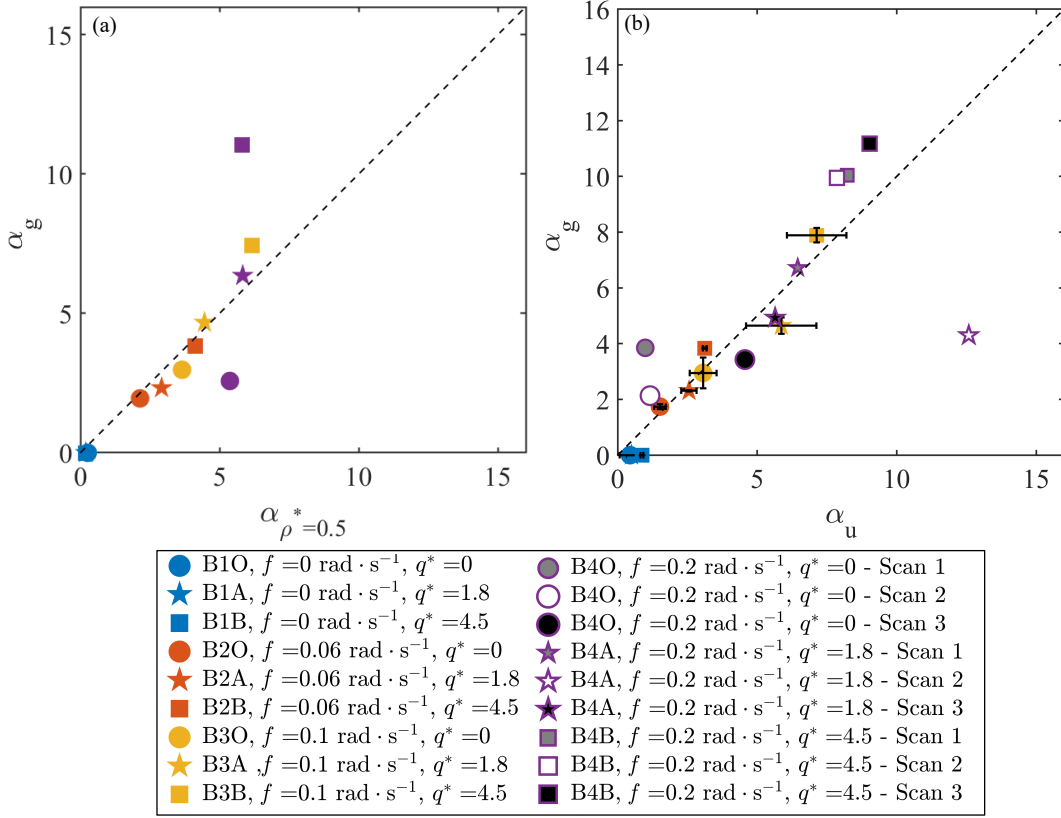 (a)
15
10
5
0
0
5
10
15
α_g
α_ρ*=0.5
(b)
16
14
12
10
8
6
4
2
0
0
5
10
15
α_g
α_u
B1O, f =0 rad · s⁻¹, q* =0
B1A, f =0 rad · s⁻¹, q* =1.8
B1B, f =0 rad · s⁻¹, q* =4.5
B2O, f =0.06 rad · s⁻¹, q* =0
B2A, f =0.06 rad · s⁻¹, q* =1.8
B2B, f =0.06 rad · s⁻¹, q* =4.5
B3O, f =0.1 rad · s⁻¹, q* =0
B3A , f =0.1 rad · s⁻¹, q* =1.8
B3B, f =0.1 rad · s⁻¹, q* =4.5
B4O, f =0.2 rad · s⁻¹, q* =0 - Scan 1
B4O, f =0.2 rad · s⁻¹, q* =0 - Scan 2
B4O, f =0.2 rad · s⁻¹, q* =0 - Scan 3
B4A, f =0.2 rad · s⁻¹, q* =1.8 - Scan 1
B4A, f =0.2 rad · s⁻¹, q* =1.8 - Scan 2
B4A, f =0.2 rad · s⁻¹, q* =1.8 - Scan 3
B4B, f =0.2 rad · s⁻¹, q* =4.5 - Scan 1
B4B, f =0.2 rad · s⁻¹, q* =4.5 - Scan 2
B4B, f =0.2 rad · s⁻¹, q* =4.5 - Scan 3